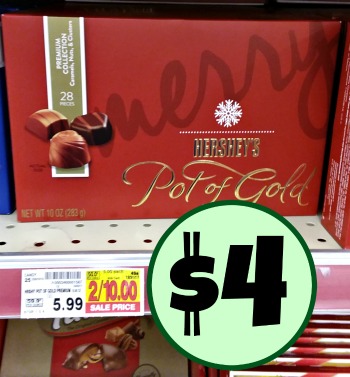 PREMIUM
COLLECTION
Caramels, Nuts, & Clusters
28
PIECES
merry
HERSHEY'S
Pot of Gold
NET WT 10 OZ (283 g)
$4
5.99
2/10.00
SALE PRICE